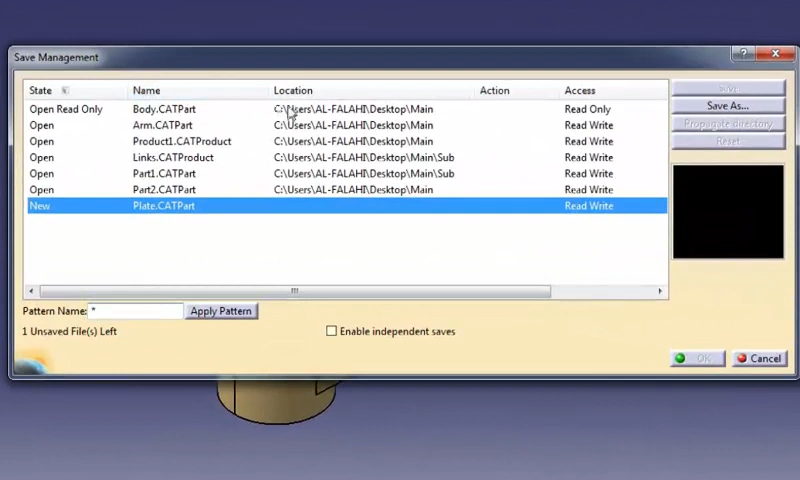 Save Management
?
State Name Location Action Access
Open Read Only Body.CATPart C:\Users\AL-FALAHI\Desktop\Main Read Only
Open Arm.CATPart C:\Users\AL-FALAHI\Desktop\Main Read Write
Open Product1.CATProduct C:\Users\AL-FALAHI\Desktop\Main Read Write
Open Links.CATProduct C:\Users\AL-FALAHI\Desktop\Main\Sub Read Write
Open Part1.CATPart C:\Users\AL-FALAHI\Desktop\Main\Sub Read Write
Open Part2.CATPart C:\Users\AL-FALAHI\Desktop\Main Read Write
New Plate.CATPart Read Write
Save As...
Propagate directory
Reset
Pattern Name: * Apply Pattern
1 Unsaved File(s) Left Enable independent saves
OK Cancel